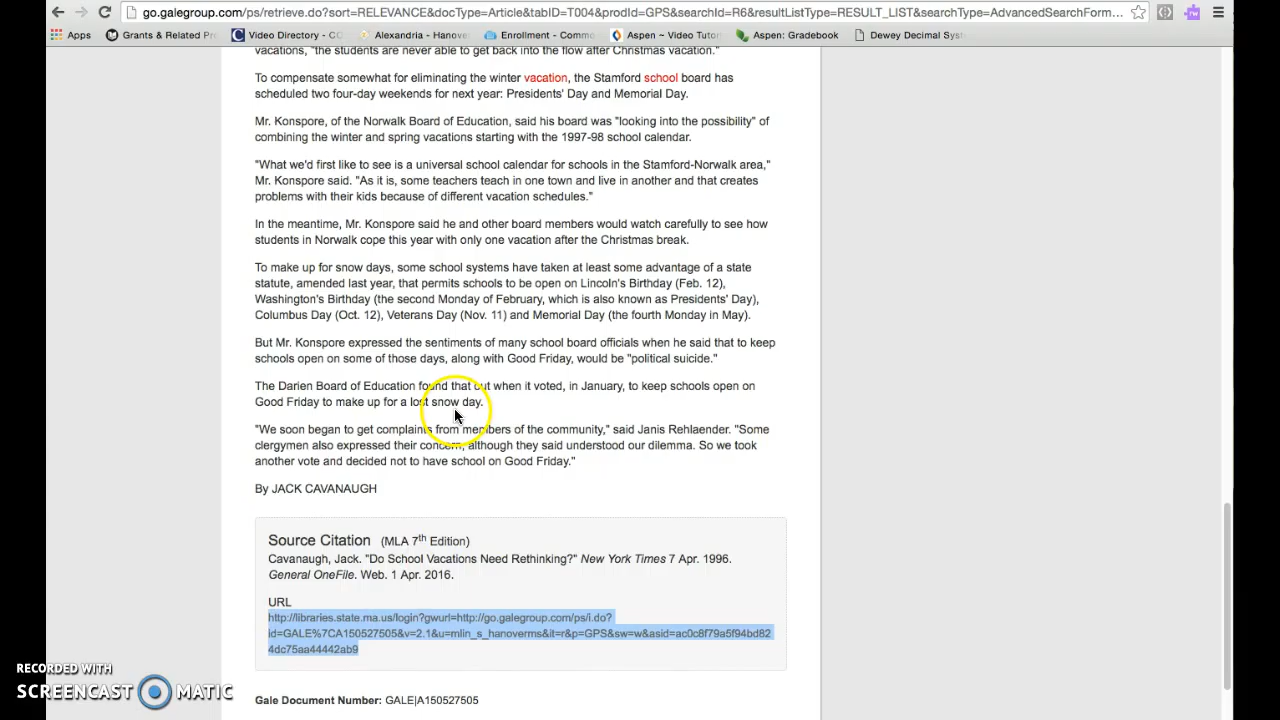 go.galegroup.com/ps/retrieve.do?sort=RELEVANCE&docType=Article&tabID=T004&prodId=GPS&searchId=R6&resultListType=RESULT_LIST&searchType=AdvancedSearchForm...
Apps Grants & Related Pr Video Directory - CC Alexandria - Hanove Enrollment - Commo Aspen ~ Video Tutor Aspen: Gradebook Dewey Decimal Syst
vacations, "the students are never able to get back into the flow after Christmas vacation."
To compensate somewhat for eliminating the winter vacation, the Stamford school board has
scheduled two four-day weekends for next year: Presidents' Day and Memorial Day.
Mr. Konspore, of the Norwalk Board of Education, said his board was "looking into the possibility" of
combining the winter and spring vacations starting with the 1997-98 school calendar.
"What we'd first like to see is a universal school calendar for schools in the Stamford-Norwalk area,"
Mr. Konspore said. "As it is, some teachers teach in one town and live in another and that creates
problems with their kids because of different vacation schedules."
In the meantime, Mr. Konspore said he and other board members would watch carefully to see how
students in Norwalk cope this year with only one vacation after the Christmas break.
To make up for snow days, some school systems have taken at least some advantage of a state
statute, amended last year, that permits schools to be open on Lincoln's Birthday (Feb. 12),
Washington's Birthday (the second Monday of February, which is also known as Presidents' Day),
Columbus Day (Oct. 12), Veterans Day (Nov. 11) and Memorial Day (the fourth Monday in May).
But Mr. Konspore expressed the sentiments of many school board officials when he said that to keep
schools open on some of those days, along with Good Friday, would be "political suicide."
The Darien Board of Education found that out when it voted, in January, to keep schools open on
Good Friday to make up for a lost snow day.
"We soon began to get complaints from members of the community," said Janis Rehlaender. "Some
clergymen also expressed their concern, although they said understood our dilemma. So we took
another vote and decided not to have school on Good Friday."
By JACK CAVANAUGH
Source Citation (MLA 7th Edition)
Cavanaugh, Jack. "Do School Vacations Need Rethinking?" New York Times 7 Apr. 1996.
General OneFile. Web. 1 Apr. 2016.
URL
http://libraries.state.ma.us/login?gwurl=http://go.galegroup.com/ps/i.do?
id=GALE%7CA150527505&v=2.1&u=mlin_s_hanoverms&it=r&p=GPS&sw=w&asid=ac0c8f79a5f94bd82
4dc75aa44442ab9
Gale Document Number: GALE|A150527505
RECORDED WITH
SCREENCAST MATIC